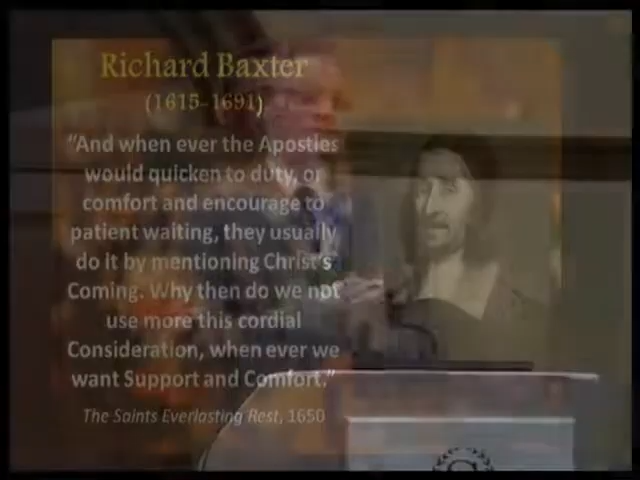 Richard Baxter
(1615-1691)
"And when ever the Apostles
would quicken to duty, or
comfort and encourage to
patient waiting, they usually
do it by mentioning Christ's
Coming. Why then do we not
use more this cordial
Consideration, when ever we
want Support and Comfort."
The Saints Everlasting Rest, 1650